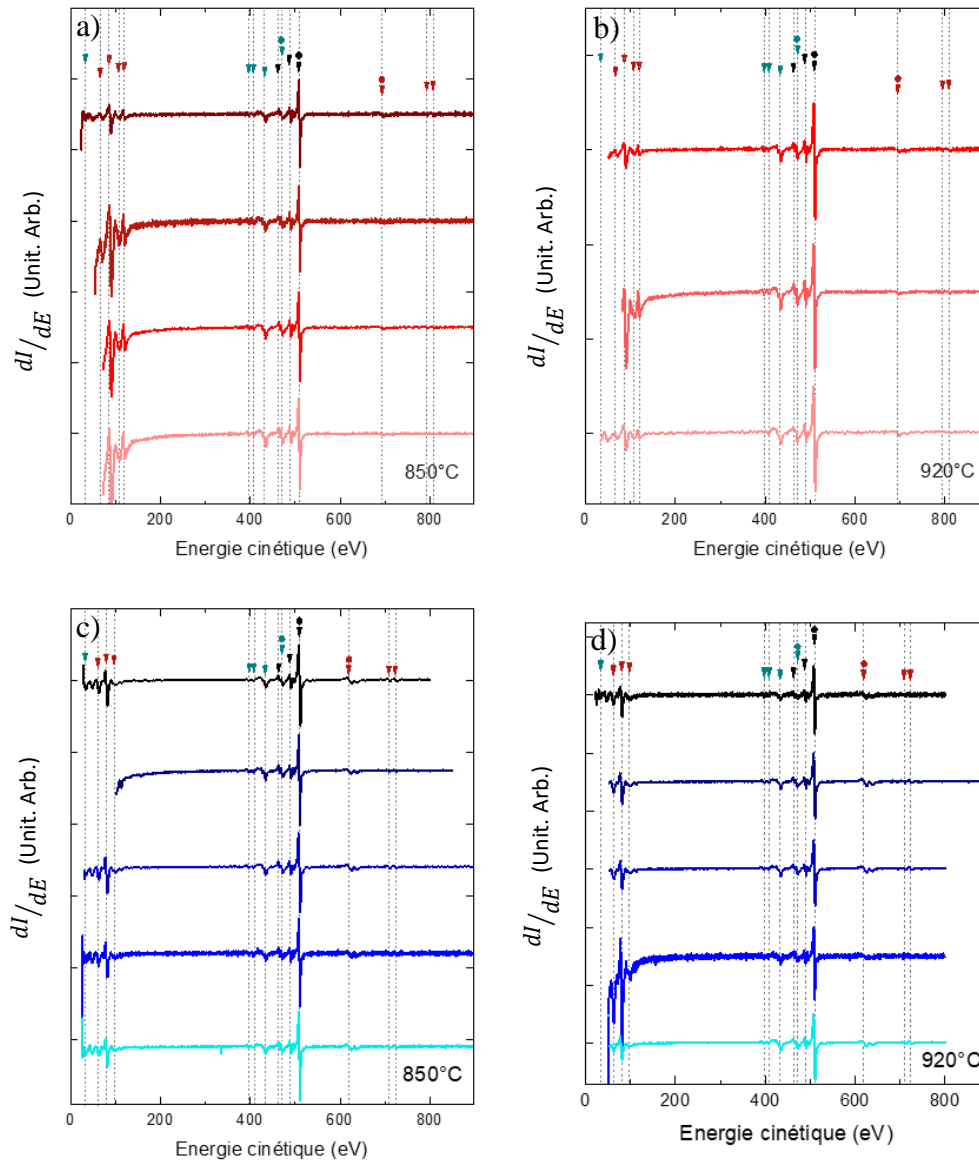 a)
dI/dE (Unit. Arb.)
850°C
0 200 400 600 800
Energie cinétique (eV)
b)
dI/dE (Unit. Arb.)
920°C
0 200 400 600 800
Energie cinétique (eV)
c)
dI/dE (Unit. Arb.)
850°C
0 200 400 600 800
Energie cinétique (eV)
d)
dI/dE (Unit. Arb.)
920°C
0 200 400 600 800
Energie cinétique (eV)